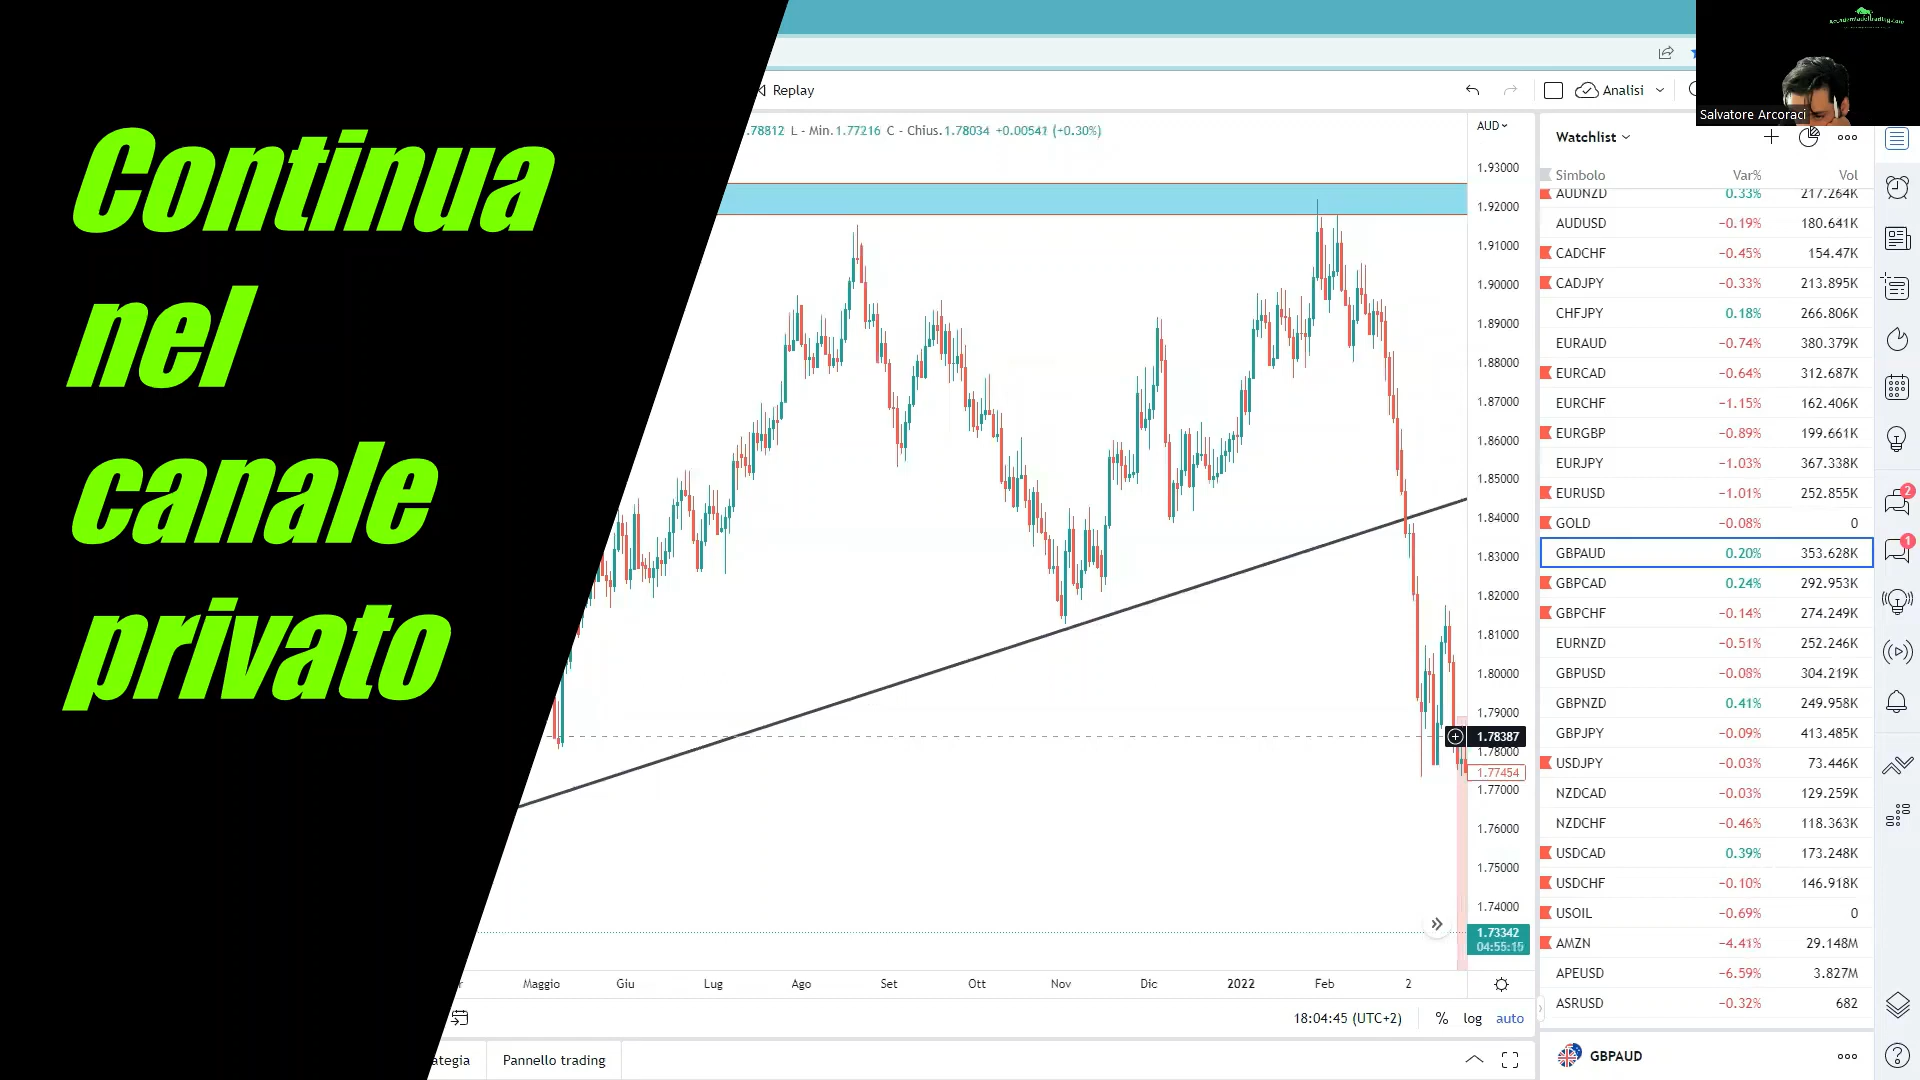 Continua
nel
canale
privato
Replay
Analisi
Salvatore Arcoraci
.78812 L - Min.1.77216 C - Chius.1.78034 +0.00541 (+0.30%)
AUD
1.93000
1.92000
1.91000
1.90000
1.89000
1.88000
1.87000
1.86000
1.85000
1.84000
1.83000
1.82000
1.81000
1.80000
1.79000
1.78387
1.78000
1.77454
1.77000
1.76000
1.75000
1.74000
1.73342
04:55:15
Maggio Giu Lug Ago Set Ott Nov Dic 2022 Feb 2
18:04:45 (UTC+2) % log auto
ategia Pannello trading
Watchlist
Simbolo Var% Vol
AUDNZD 0.33% 217.264K
AUDUSD −0.19% 180.641K
CADCHF −0.45% 154.47K
CADJPY −0.33% 213.895K
CHFJPY 0.18% 266.806K
EURAUD −0.74% 380.379K
EURCAD −0.64% 312.687K
EURCHF −1.15% 162.406K
EURGBP −0.89% 199.661K
EURJPY −1.03% 367.338K
EURUSD −1.01% 252.855K
GOLD −0.08% 0
GBPAUD 0.20% 353.628K
GBPCAD 0.24% 292.953K
GBPCHF −0.14% 274.249K
EURNZD −0.51% 252.246K
GBPUSD −0.08% 304.219K
GBPNZD 0.41% 249.958K
GBPJPY −0.09% 413.485K
USDJPY −0.03% 73.446K
NZDCAD −0.03% 129.259K
NZDCHF −0.46% 118.363K
USDCAD 0.39% 173.248K
USDCHF −0.10% 146.918K
USOIL −0.69% 0
AMZN −4.41% 29.148M
APEUSD −6.59% 3.827M
ASRUSD −0.32% 682
GBPAUD
2
1